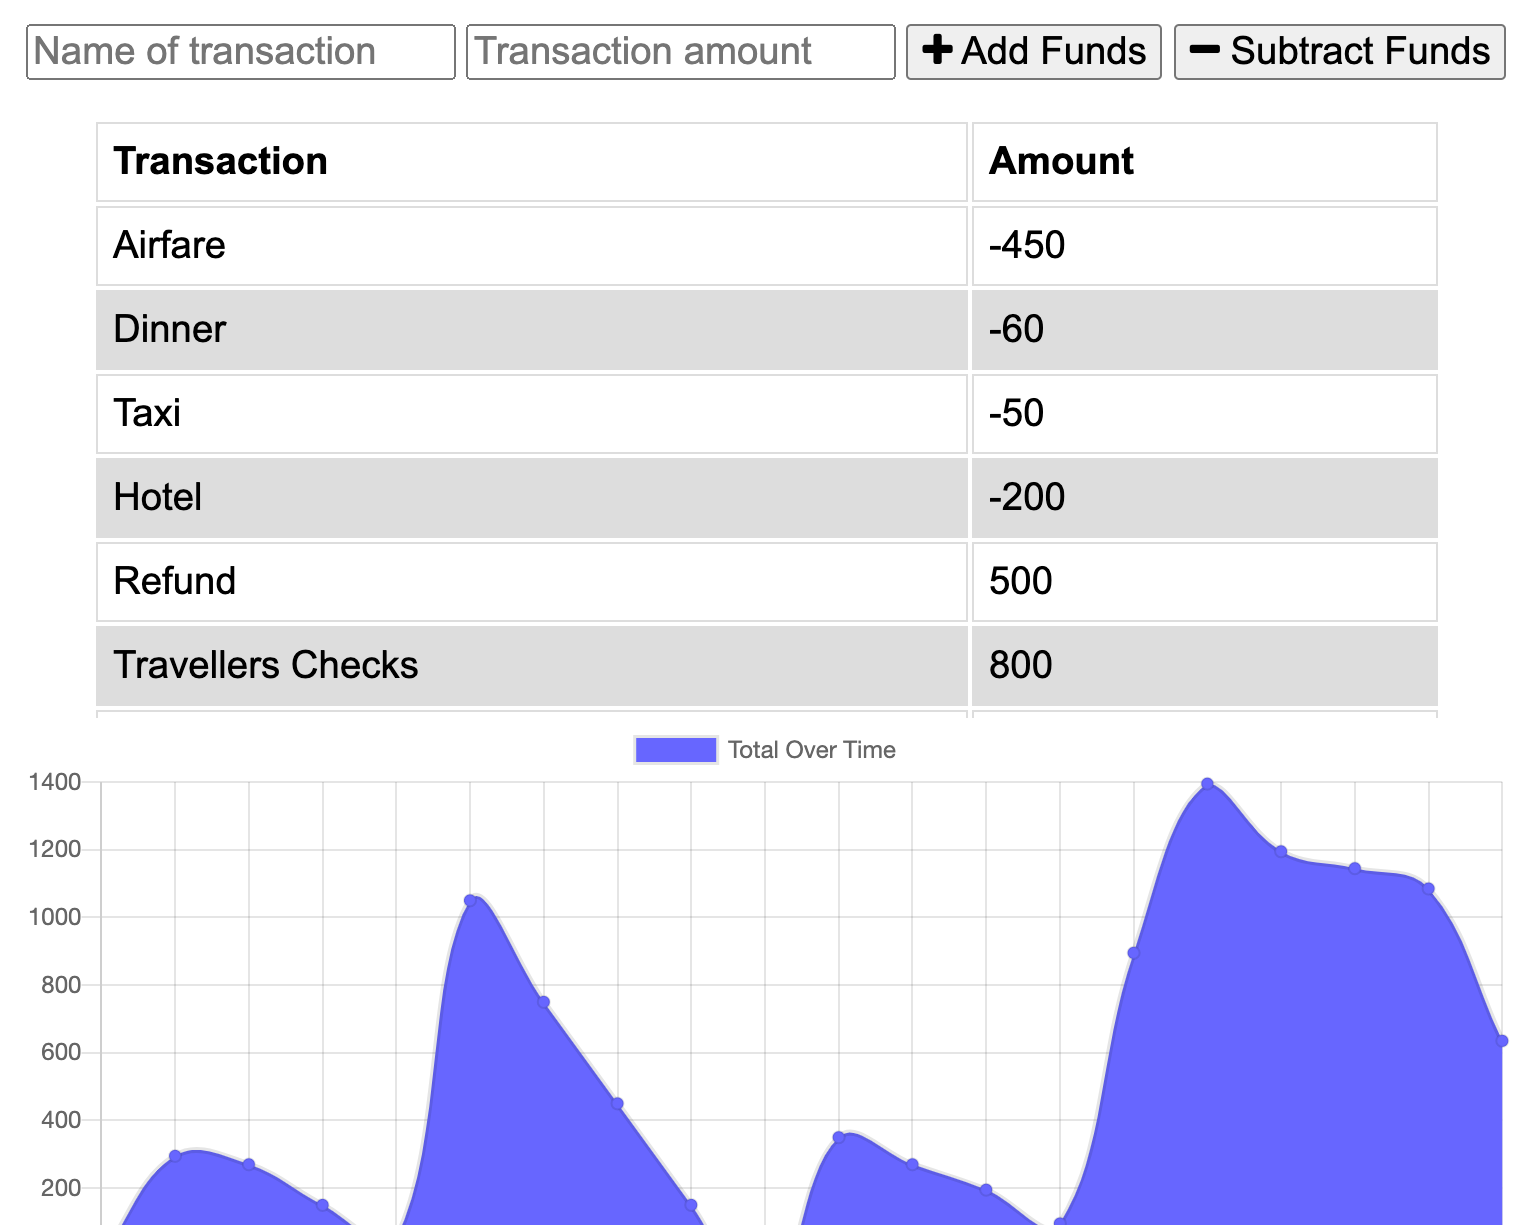 Name of transaction Transaction amount Add Funds Subtract Funds
Transaction Amount
Airfare -450
Dinner -60
Taxi -50
Hotel -200
Refund 500
Travellers Checks 800
Total Over Time
1400
1200
1000
800
600
400
200